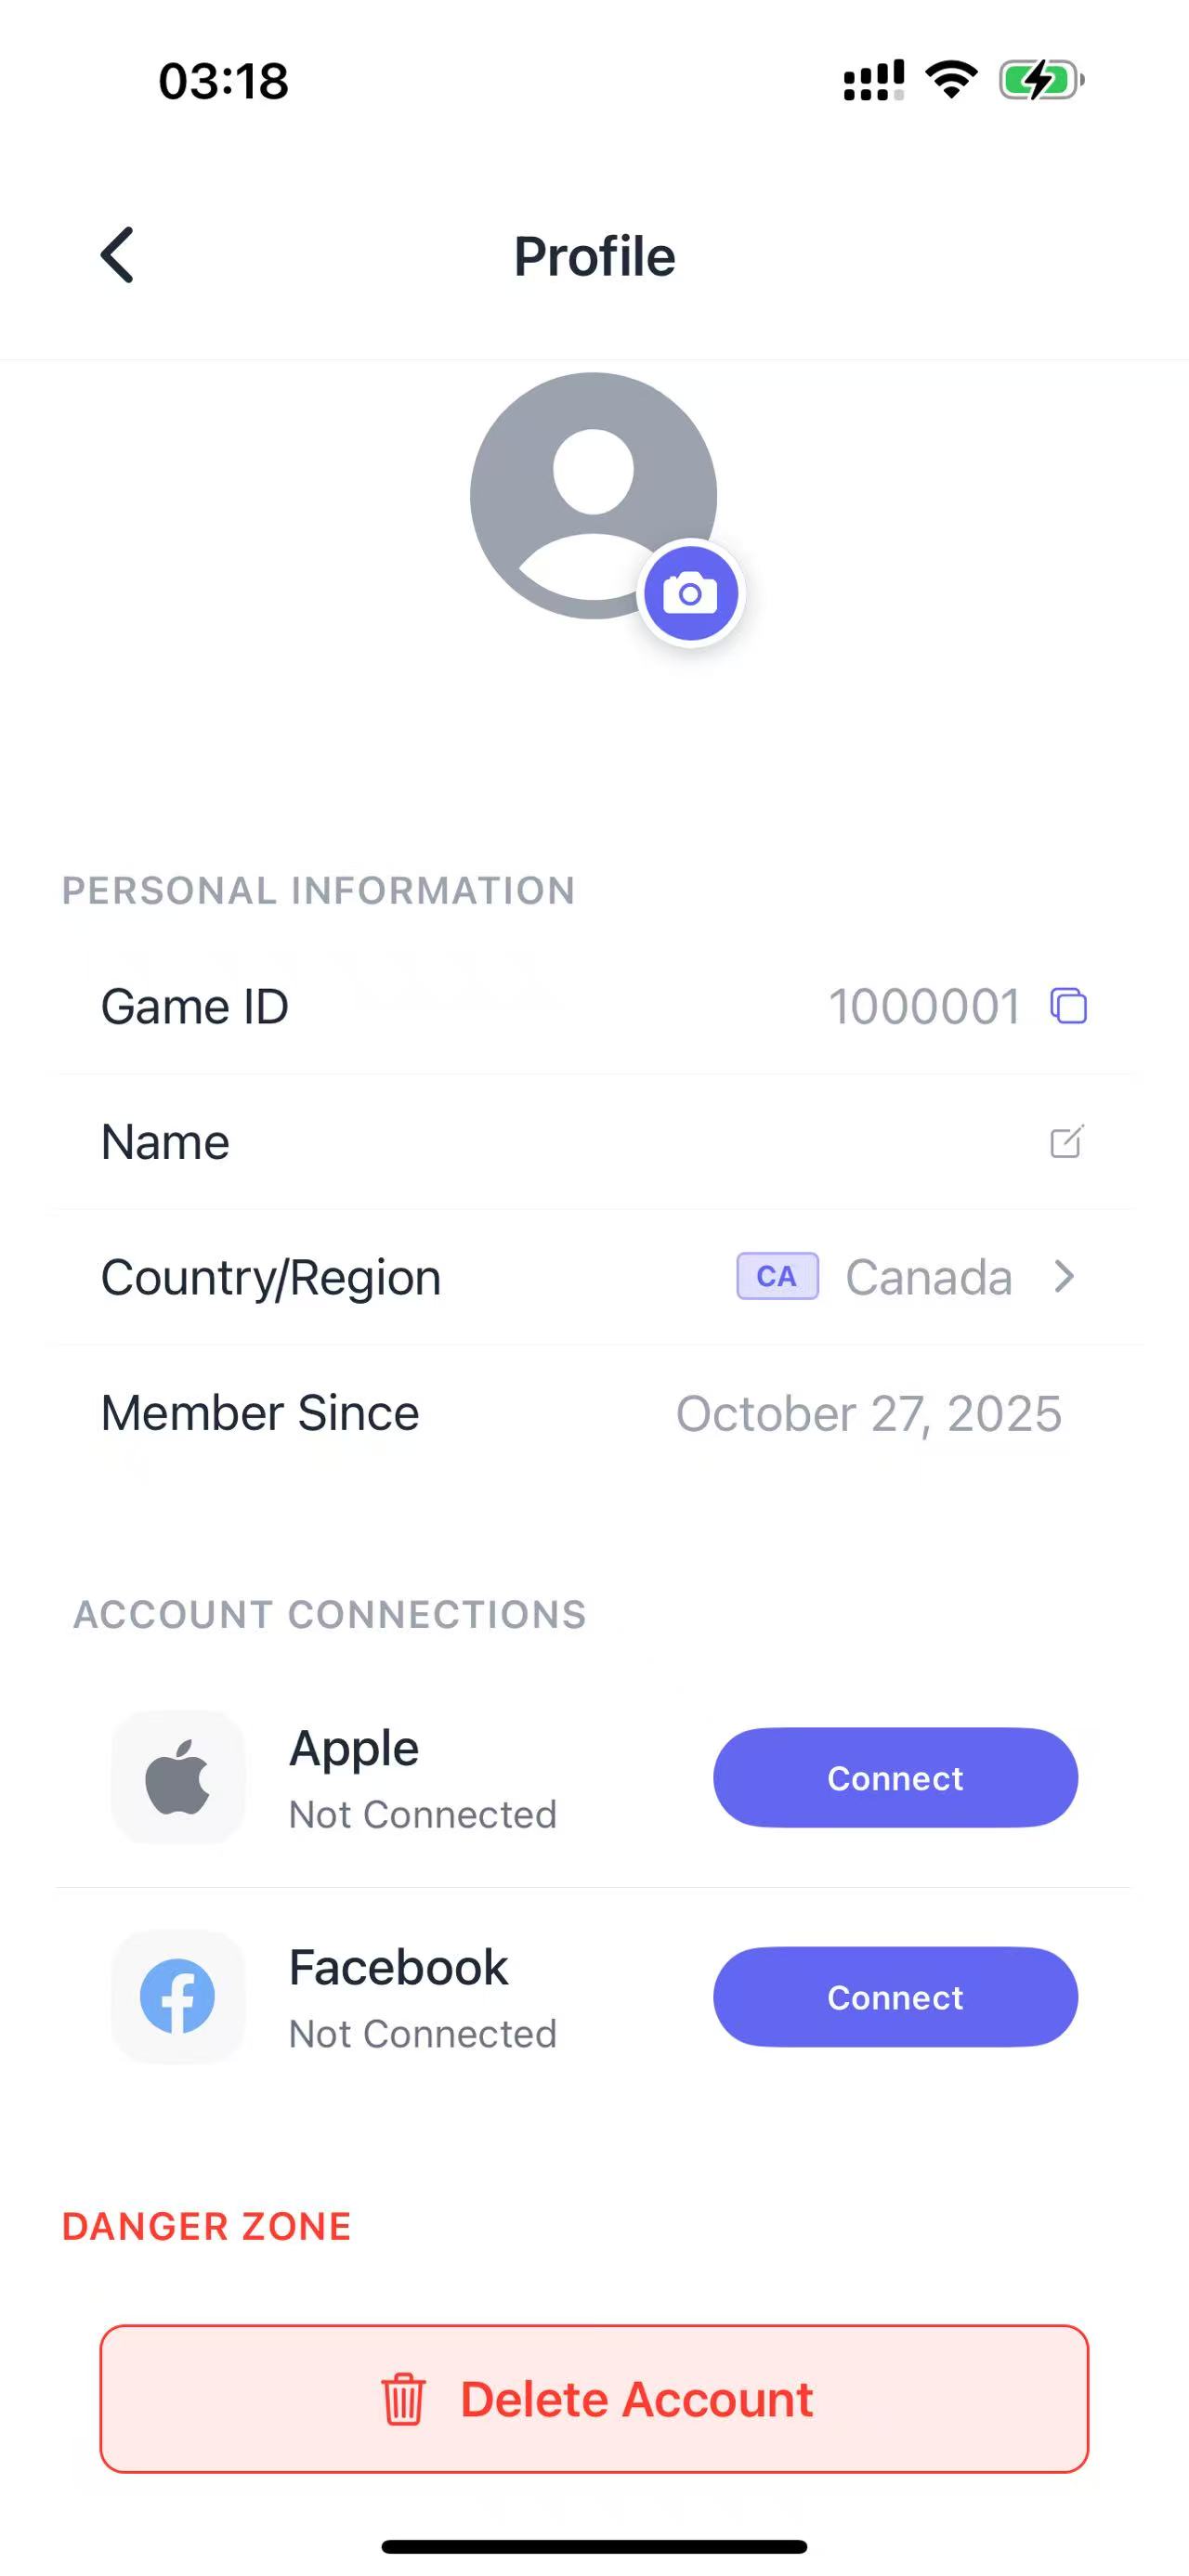 03:18
Profile
PERSONAL INFORMATION
Game ID 1000001
Name
Country/Region CA Canada
Member Since October 27, 2025
ACCOUNT CONNECTIONS
Apple
Not Connected
Connect
Facebook
Not Connected
Connect
DANGER ZONE
Delete Account